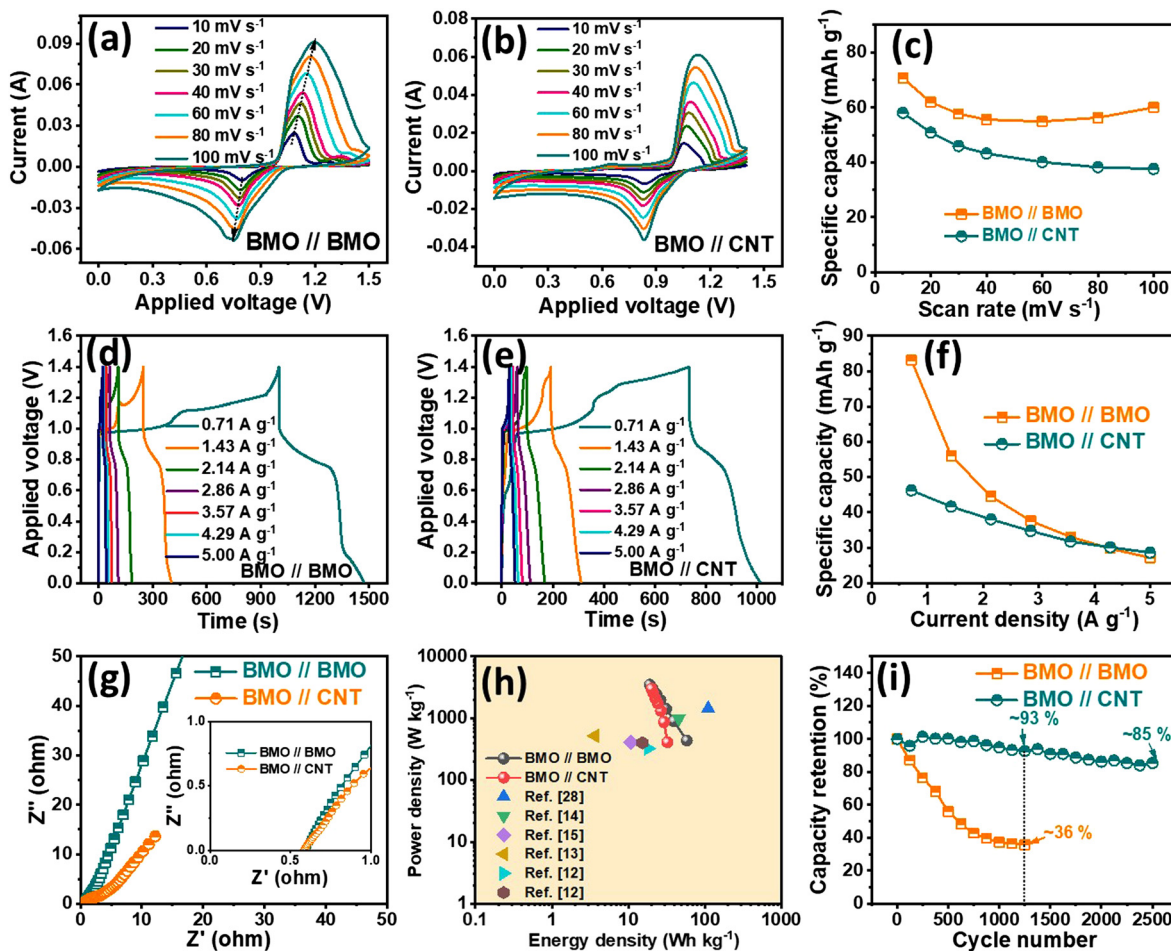 (a)
10 mV s⁻¹
20 mV s⁻¹
30 mV s⁻¹
40 mV s⁻¹
60 mV s⁻¹
80 mV s⁻¹
100 mV s⁻¹
0.09
0.06
0.03
0.00
-0.03
-0.06
Current (A)
BMO // BMO
0.0 0.3 0.6 0.9 1.2 1.5
Applied voltage (V)
(b)
10 mV s⁻¹
20 mV s⁻¹
30 mV s⁻¹
40 mV s⁻¹
60 mV s⁻¹
80 mV s⁻¹
100 mV s⁻¹
0.08
0.06
0.04
0.02
0.00
-0.02
-0.04
Current (A)
BMO // CNT
0.0 0.3 0.6 0.9 1.2 1.5
Applied voltage (V)
(c)
80
60
40
20
0
Specific capacity (mAh g⁻¹)
BMO // BMO
BMO // CNT
0 20 40 60 80 100
Scan rate (mV s⁻¹)
(d)
1.6
1.4
1.2
1.0
0.8
0.6
0.4
0.2
0.0
Applied voltage (V)
0.71 A g⁻¹
1.43 A g⁻¹
2.14 A g⁻¹
2.86 A g⁻¹
3.57 A g⁻¹
4.29 A g⁻¹
5.00 A g⁻¹
BMO // BMO
0 300 600 900 1200 1500
Time (s)
(e)
1.6
1.4
1.2
1.0
0.8
0.6
0.4
0.2
0.0
Applied voltage (V)
0.71 A g⁻¹
1.43 A g⁻¹
2.14 A g⁻¹
2.86 A g⁻¹
3.57 A g⁻¹
4.29 A g⁻¹
5.00 A g⁻¹
BMO // CNT
0 200 400 600 800 1000
Time (s)
(f)
90
80
70
60
50
40
30
20
Specific capacity (mAh g⁻¹)
BMO // BMO
BMO // CNT
0 1 2 3 4 5
Current density (A g⁻¹)
(g)
50
40
30
20
10
0
Z'' (ohm)
BMO // BMO
BMO // CNT
1.0
0.5
0.0
Z'' (ohm)
BMO // BMO
BMO // CNT
0.0 0.5 1.0
Z' (ohm)
0 10 20 30 40 50
Z' (ohm)
(h)
10000
1000
100
10
1
Power density (W kg⁻¹)
BMO // BMO
BMO // CNT
Ref. [28]
Ref. [14]
Ref. [15]
Ref. [13]
Ref. [12]
Ref. [12]
0.1 1 10 100 1000
Energy density (Wh kg⁻¹)
(i)
140
120
100
80
60
40
20
0
Capacity retention (%)
BMO // BMO
BMO // CNT
~93 %
~85 %
~36 %
0 500 1000 1500 2000 2500
Cycle number